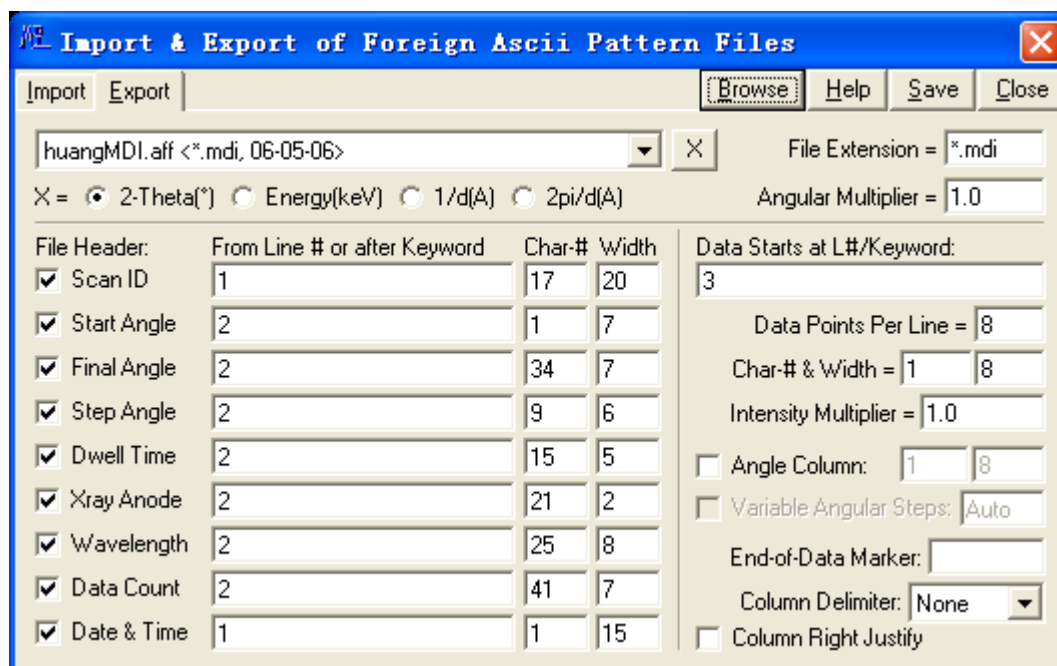 Import & Export of Foreign Ascii Pattern Files
Import Export Browse Help Save Close
huangMDI.aff <*.mdi, 06-05-06> X File Extension = *.mdi
X = 2-Theta(°) Energy(keV) 1/d(A) 2pi/d(A) Angular Multiplier = 1.0
File Header: From Line # or after Keyword Char-# Width Data Starts at L#/Keyword:
Scan ID 1 17 20 3
Start Angle 2 1 7 Data Points Per Line = 8
Final Angle 2 34 7 Char-# & Width = 1 8
Step Angle 2 9 6 Intensity Multiplier = 1.0
Dwell Time 2 15 5 Angle Column: 1 8
Xray Anode 2 21 2 Variable Angular Steps: Auto
Wavelength 2 25 8 End-of-Data Marker:
Data Count 2 41 7 Column Delimiter: None
Date & Time 1 1 15 Column Right Justify